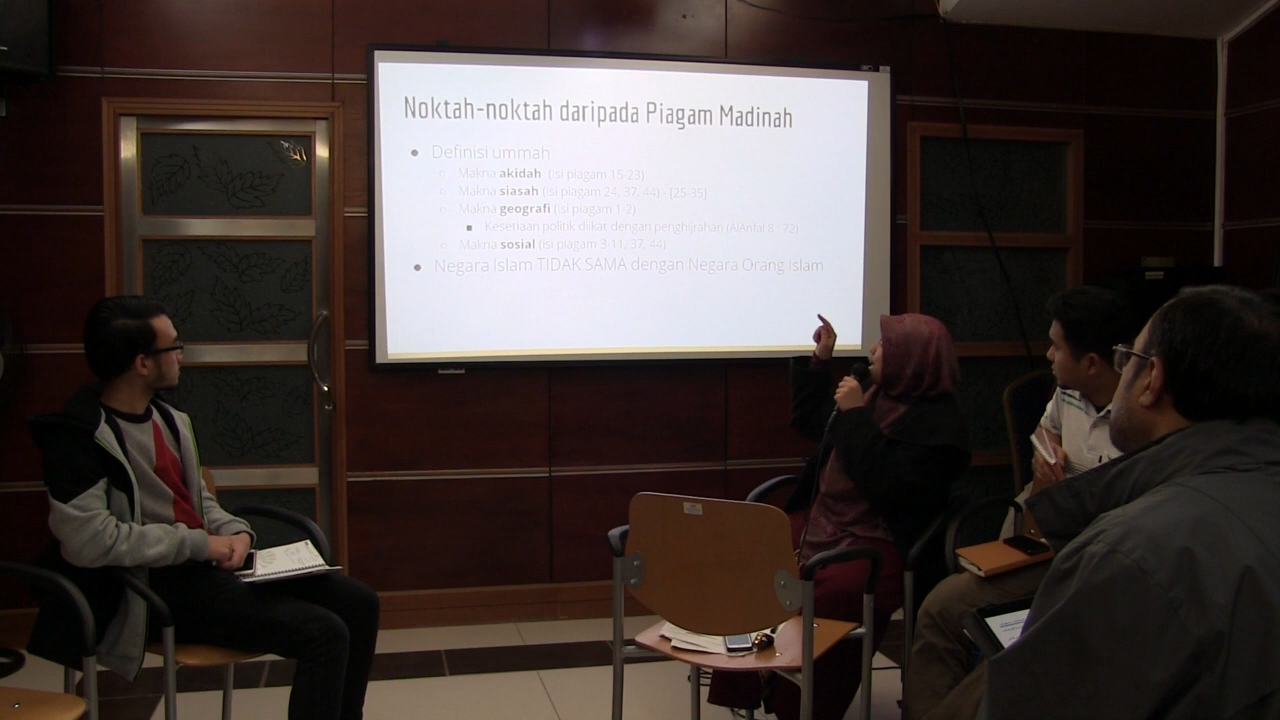 Noktah-noktah daripada Piagam Madinah
Definisi ummah
Makna akidah (isi piagam 15-23)
Makna siasah (isi piagam 24, 37, 44) - [25-35]
Makna geografi (isi piagam 1-2)
Kesetiaan politik diikat dengan penghijrahan (AlAnfal 8 : 72)
Makna sosial (isi piagam 3-11, 37, 44)
Negara Islam TIDAK SAMA dengan Negara Orang Islam